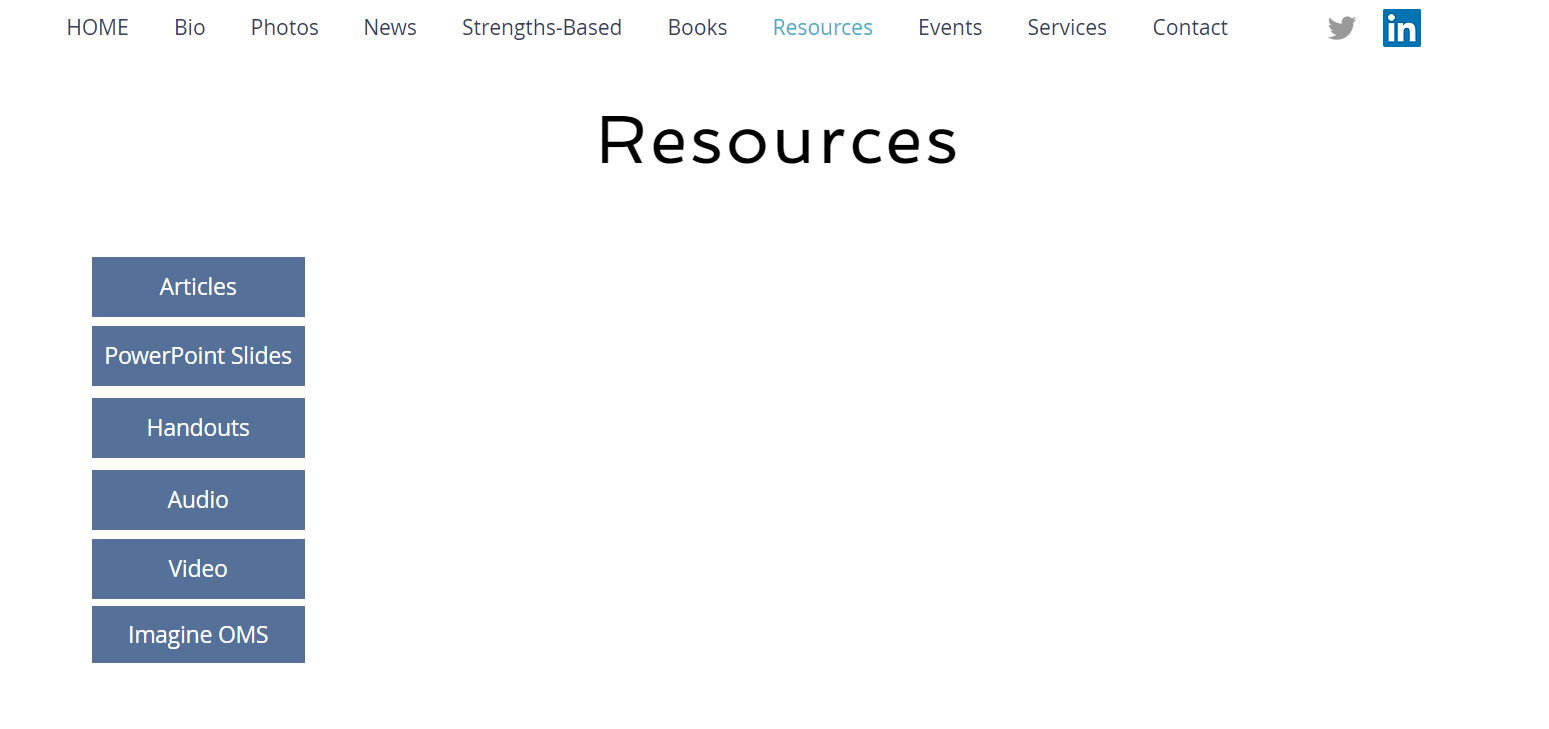 HOME Bio Photos News Strengths-Based Books Resources Events Services Contact in
Resources
Articles
PowerPoint Slides
Handouts
Audio
Video
Imagine OMS